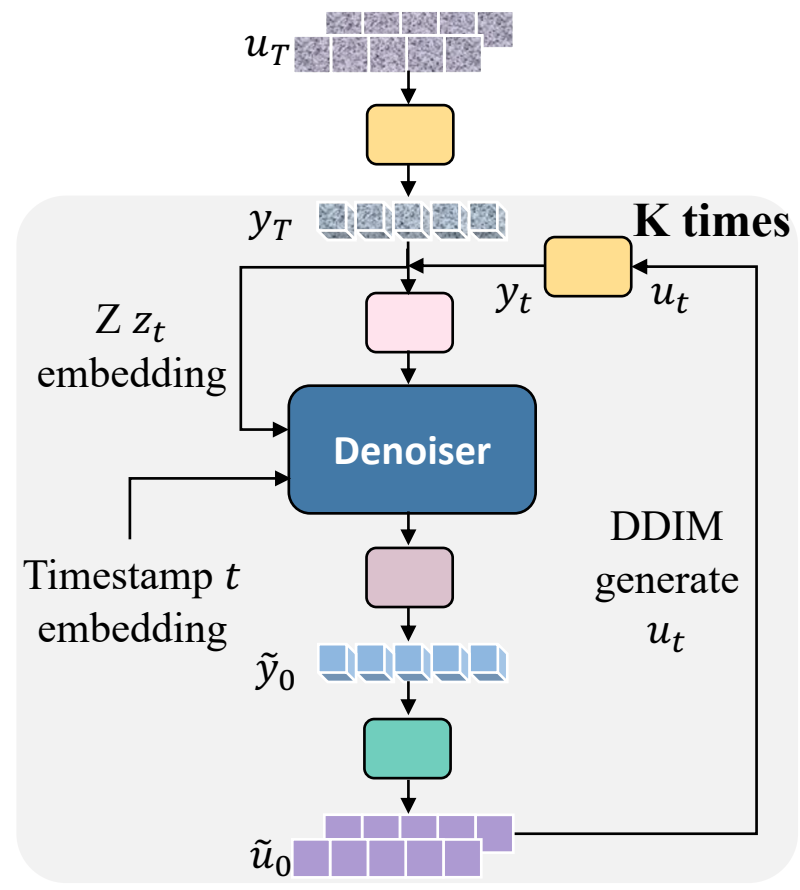 u_T
y_T
K times
y_t
u_t
Z z_t
embedding
Denoiser
DDIM
generate
u_t
Timestamp t
embedding
ỹ_0
ũ_0